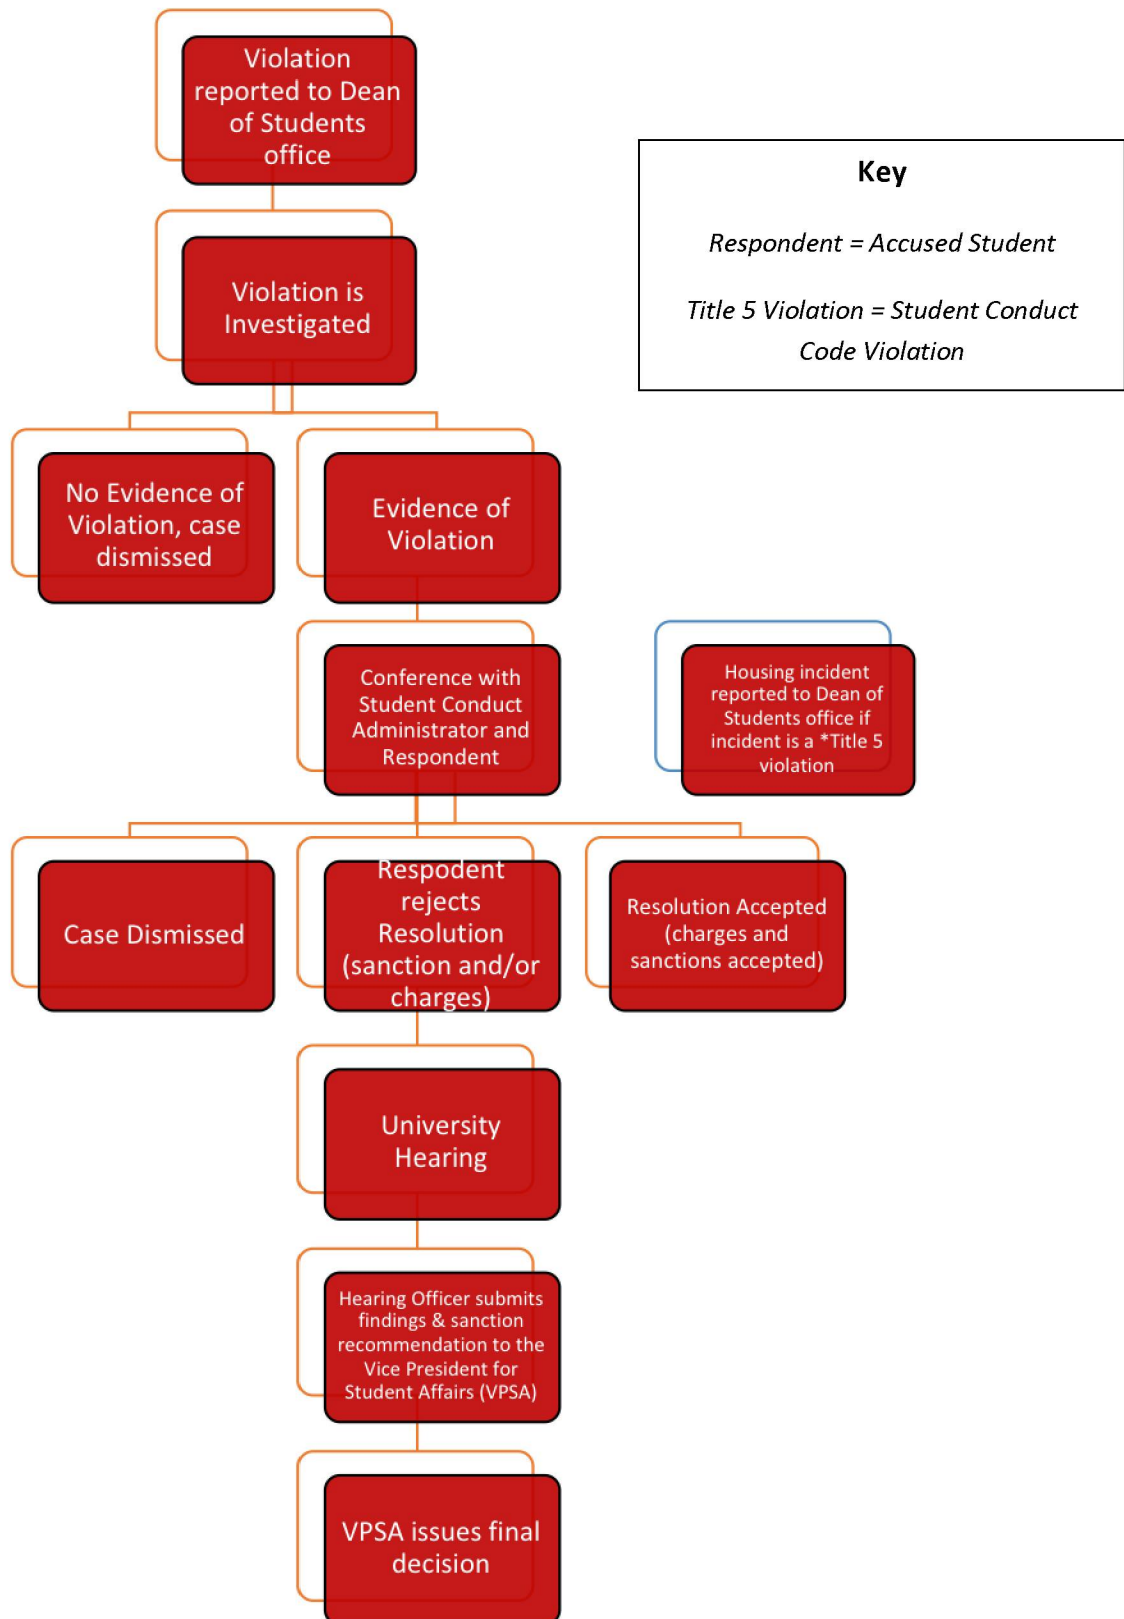 Violation
reported to Dean
of Students
office
Key
Respondent = Accused Student
Title 5 Violation = Student Conduct
Code Violation
Violation is
Investigated
No Evidence of
Violation, case
dismissed
Evidence of
Violation
Conference with
Student Conduct
Administrator and
Respondent
Housing incident
reported to Dean of
Students office if
incident is a *Title 5
violation
Case Dismissed
Respodent
rejects
Resolution
(sanction and/or
charges)
Resolution Accepted
(charges and
sanctions accepted)
University
Hearing
Hearing Officer submits
findings & sanction
recommendation to the
Vice President for
Student Affairs (VPSA)
VPSA issues final
decision